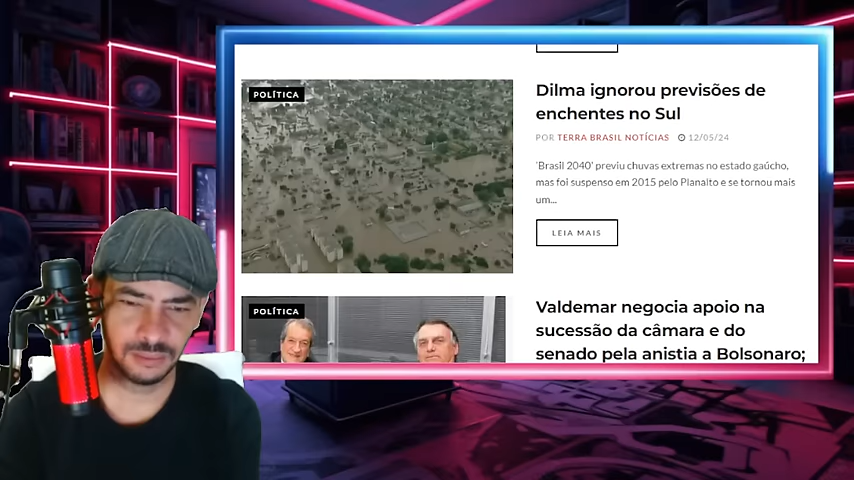 POLÍTICA
Dilma ignorou previsões de
enchentes no Sul
POR TERRA BRASIL NOTÍCIAS 12/05/24
'Brasil 2040' previu chuvas extremas no estado gaúcho,
mas foi suspenso em 2015 pelo Planalto e se tornou mais
um...
LEIA MAIS
POLÍTICA
Valdemar negocia apoio na
sucessão da câmara e do
senado pela anistia a Bolsonaro;